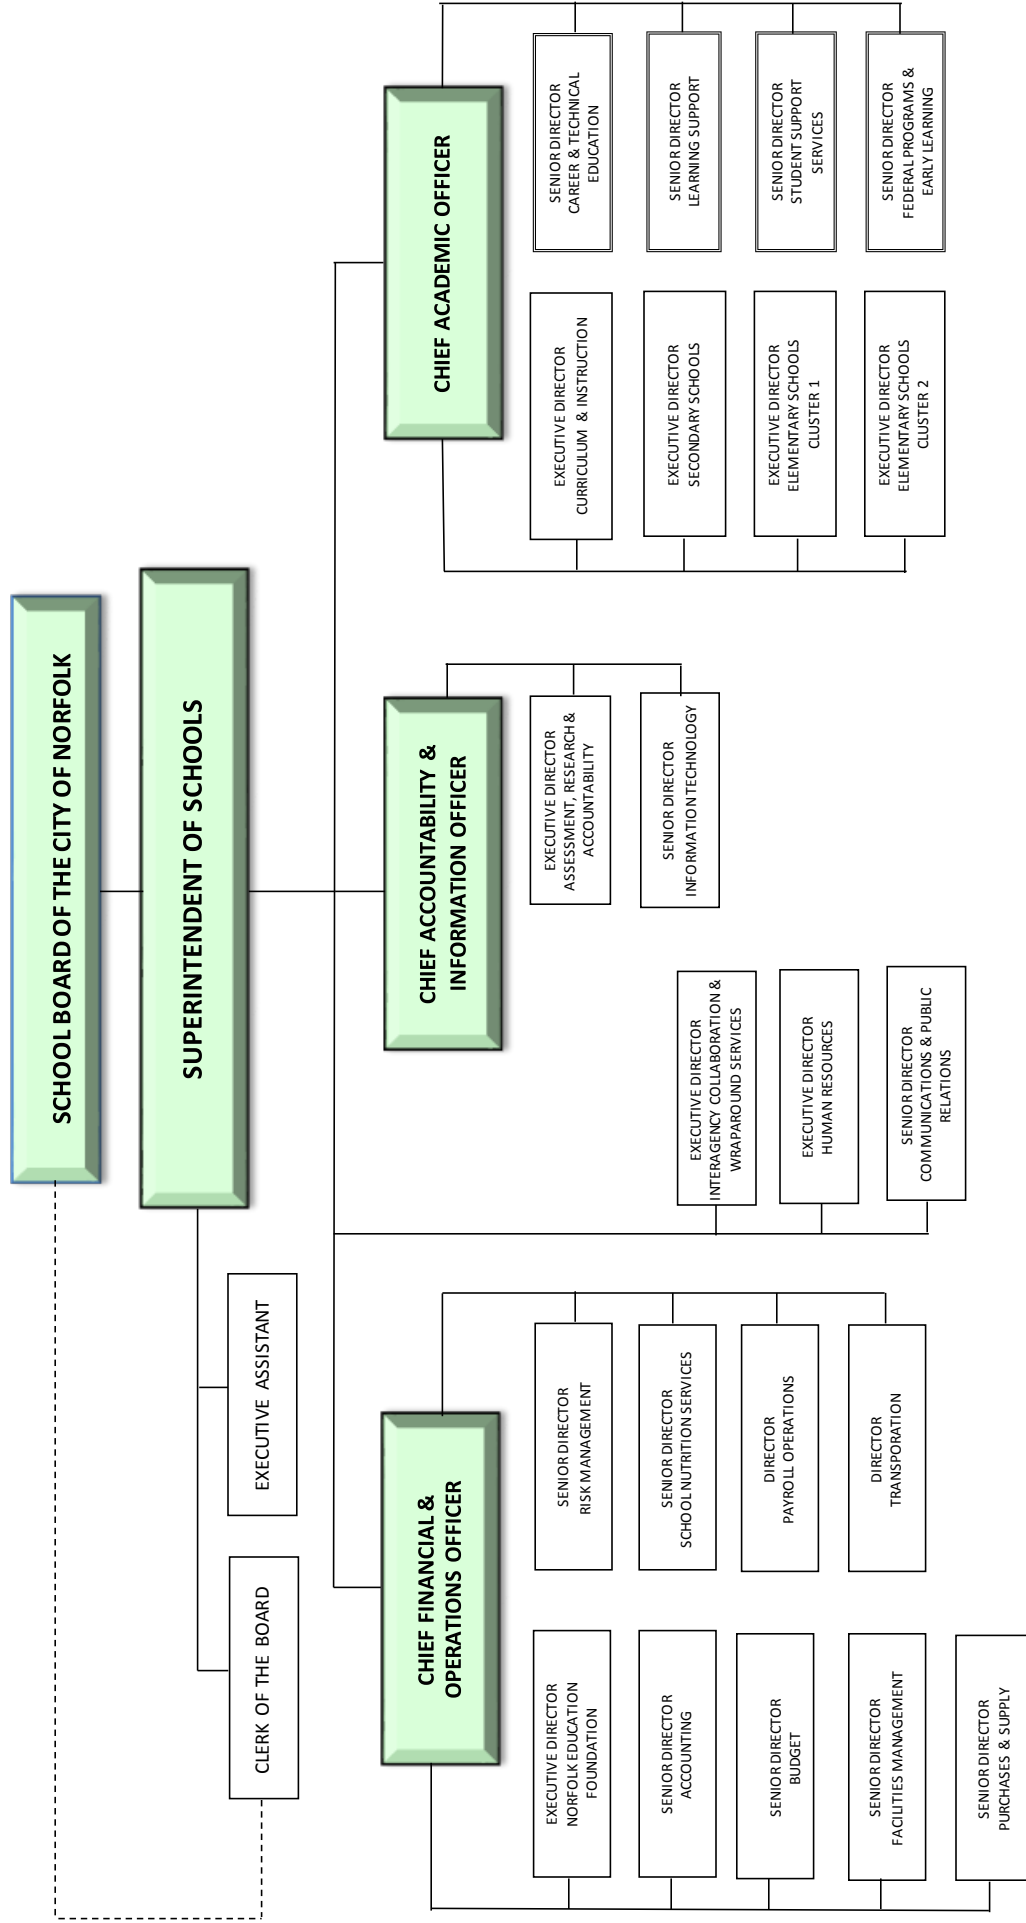 SCHOOL BOARD OF THE CITY OF NORFOLK
SUPERINTENDENT OF SCHOOLS
CLERK OF THE BOARD
EXECUTIVE ASSISTANT
CHIEF FINANCIAL &
OPERATIONS OFFICER
CHIEF ACCOUNTABILITY &
INFORMATION OFFICER
CHIEF ACADEMIC OFFICER
EXECUTIVE DIRECTOR
NORFOLK EDUCATION
FOUNDATION
SENIOR DIRECTOR
ACCOUNTING
SENIOR DIRECTOR
BUDGET
SENIOR DIRECTOR
FACILITIES MANAGEMENT
SENIOR DIRECTOR
PURCHASES & SUPPLY
SENIOR DIRECTOR
RISK MANAGEMENT
SENIOR DIRECTOR
SCHOOL NUTRITION SERVICES
DIRECTOR
PAYROLL OPERATIONS
DIRECTOR
TRANSPORATION
EXECUTIVE DIRECTOR
INTERAGENCY COLLABORATION &
WRAPAROUND SERVICES
EXECUTIVE DIRECTOR
HUMAN RESOURCES
SENIOR DIRECTOR
COMMUNICATIONS & PUBLIC
RELATIONS
EXECUTIVE DIRECTOR
ASSESSMENT, RESEARCH &
ACCOUNTABILITY
SENIOR DIRECTOR
INFORMATION TECHNOLOGY
EXECUTIVE DIRECTOR
CURRICULUM & INSTRUCTION
EXECUTIVE DIRECTOR
SECONDARY SCHOOLS
EXECUTIVE DIRECTOR
ELEMENTARY SCHOOLS
CLUSTER 1
EXECUTIVE DIRECTOR
ELEMENTARY SCHOOLS
CLUSTER 2
SENIOR DIRECTOR
CAREER & TECHNICAL
EDUCATION
SENIOR DIRECTOR
LEARNING SUPPORT
SENIOR DIRECTOR
STUDENT SUPPORT
SERVICES
SENIOR DIRECTOR
FEDERAL PROGRAMS &
EARLY LEARNING